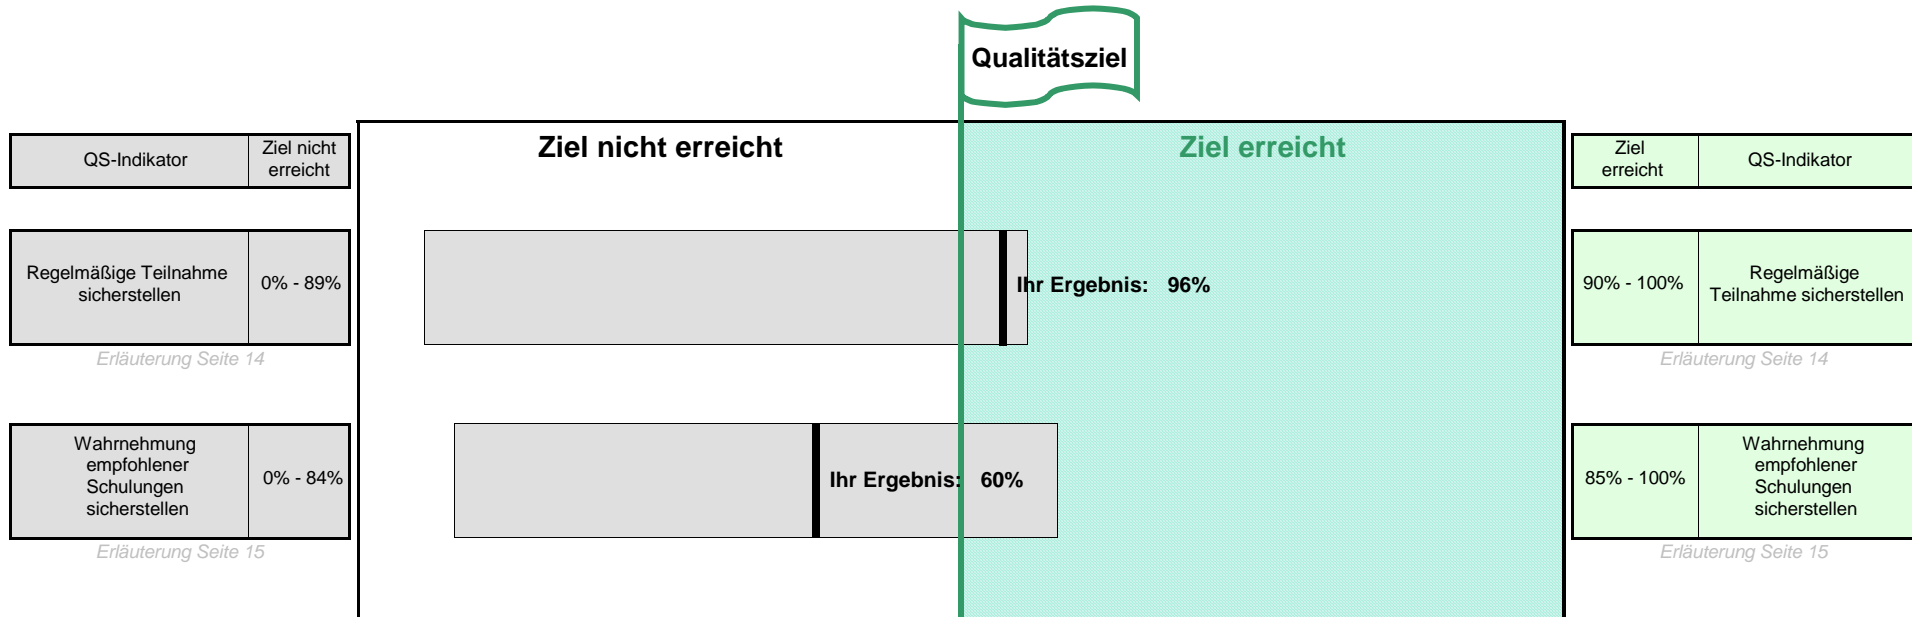 Qualitätsziel
QS-Indikator
Ziel nicht
erreicht
Ziel nicht erreicht
Ziel erreicht
Ziel
erreicht
QS-Indikator
Regelmäßige Teilnahme
sicherstellen
0% - 89%
Ihr Ergebnis: 96%
90% - 100%
Regelmäßige
Teilnahme sicherstellen
Erläuterung Seite 14
Erläuterung Seite 14
Wahrnehmung
empfohlener
Schulungen
sicherstellen
0% - 84%
Ihr Ergebnis: 60%
85% - 100%
Wahrnehmung
empfohlener
Schulungen
sicherstellen
Erläuterung Seite 15
Erläuterung Seite 15